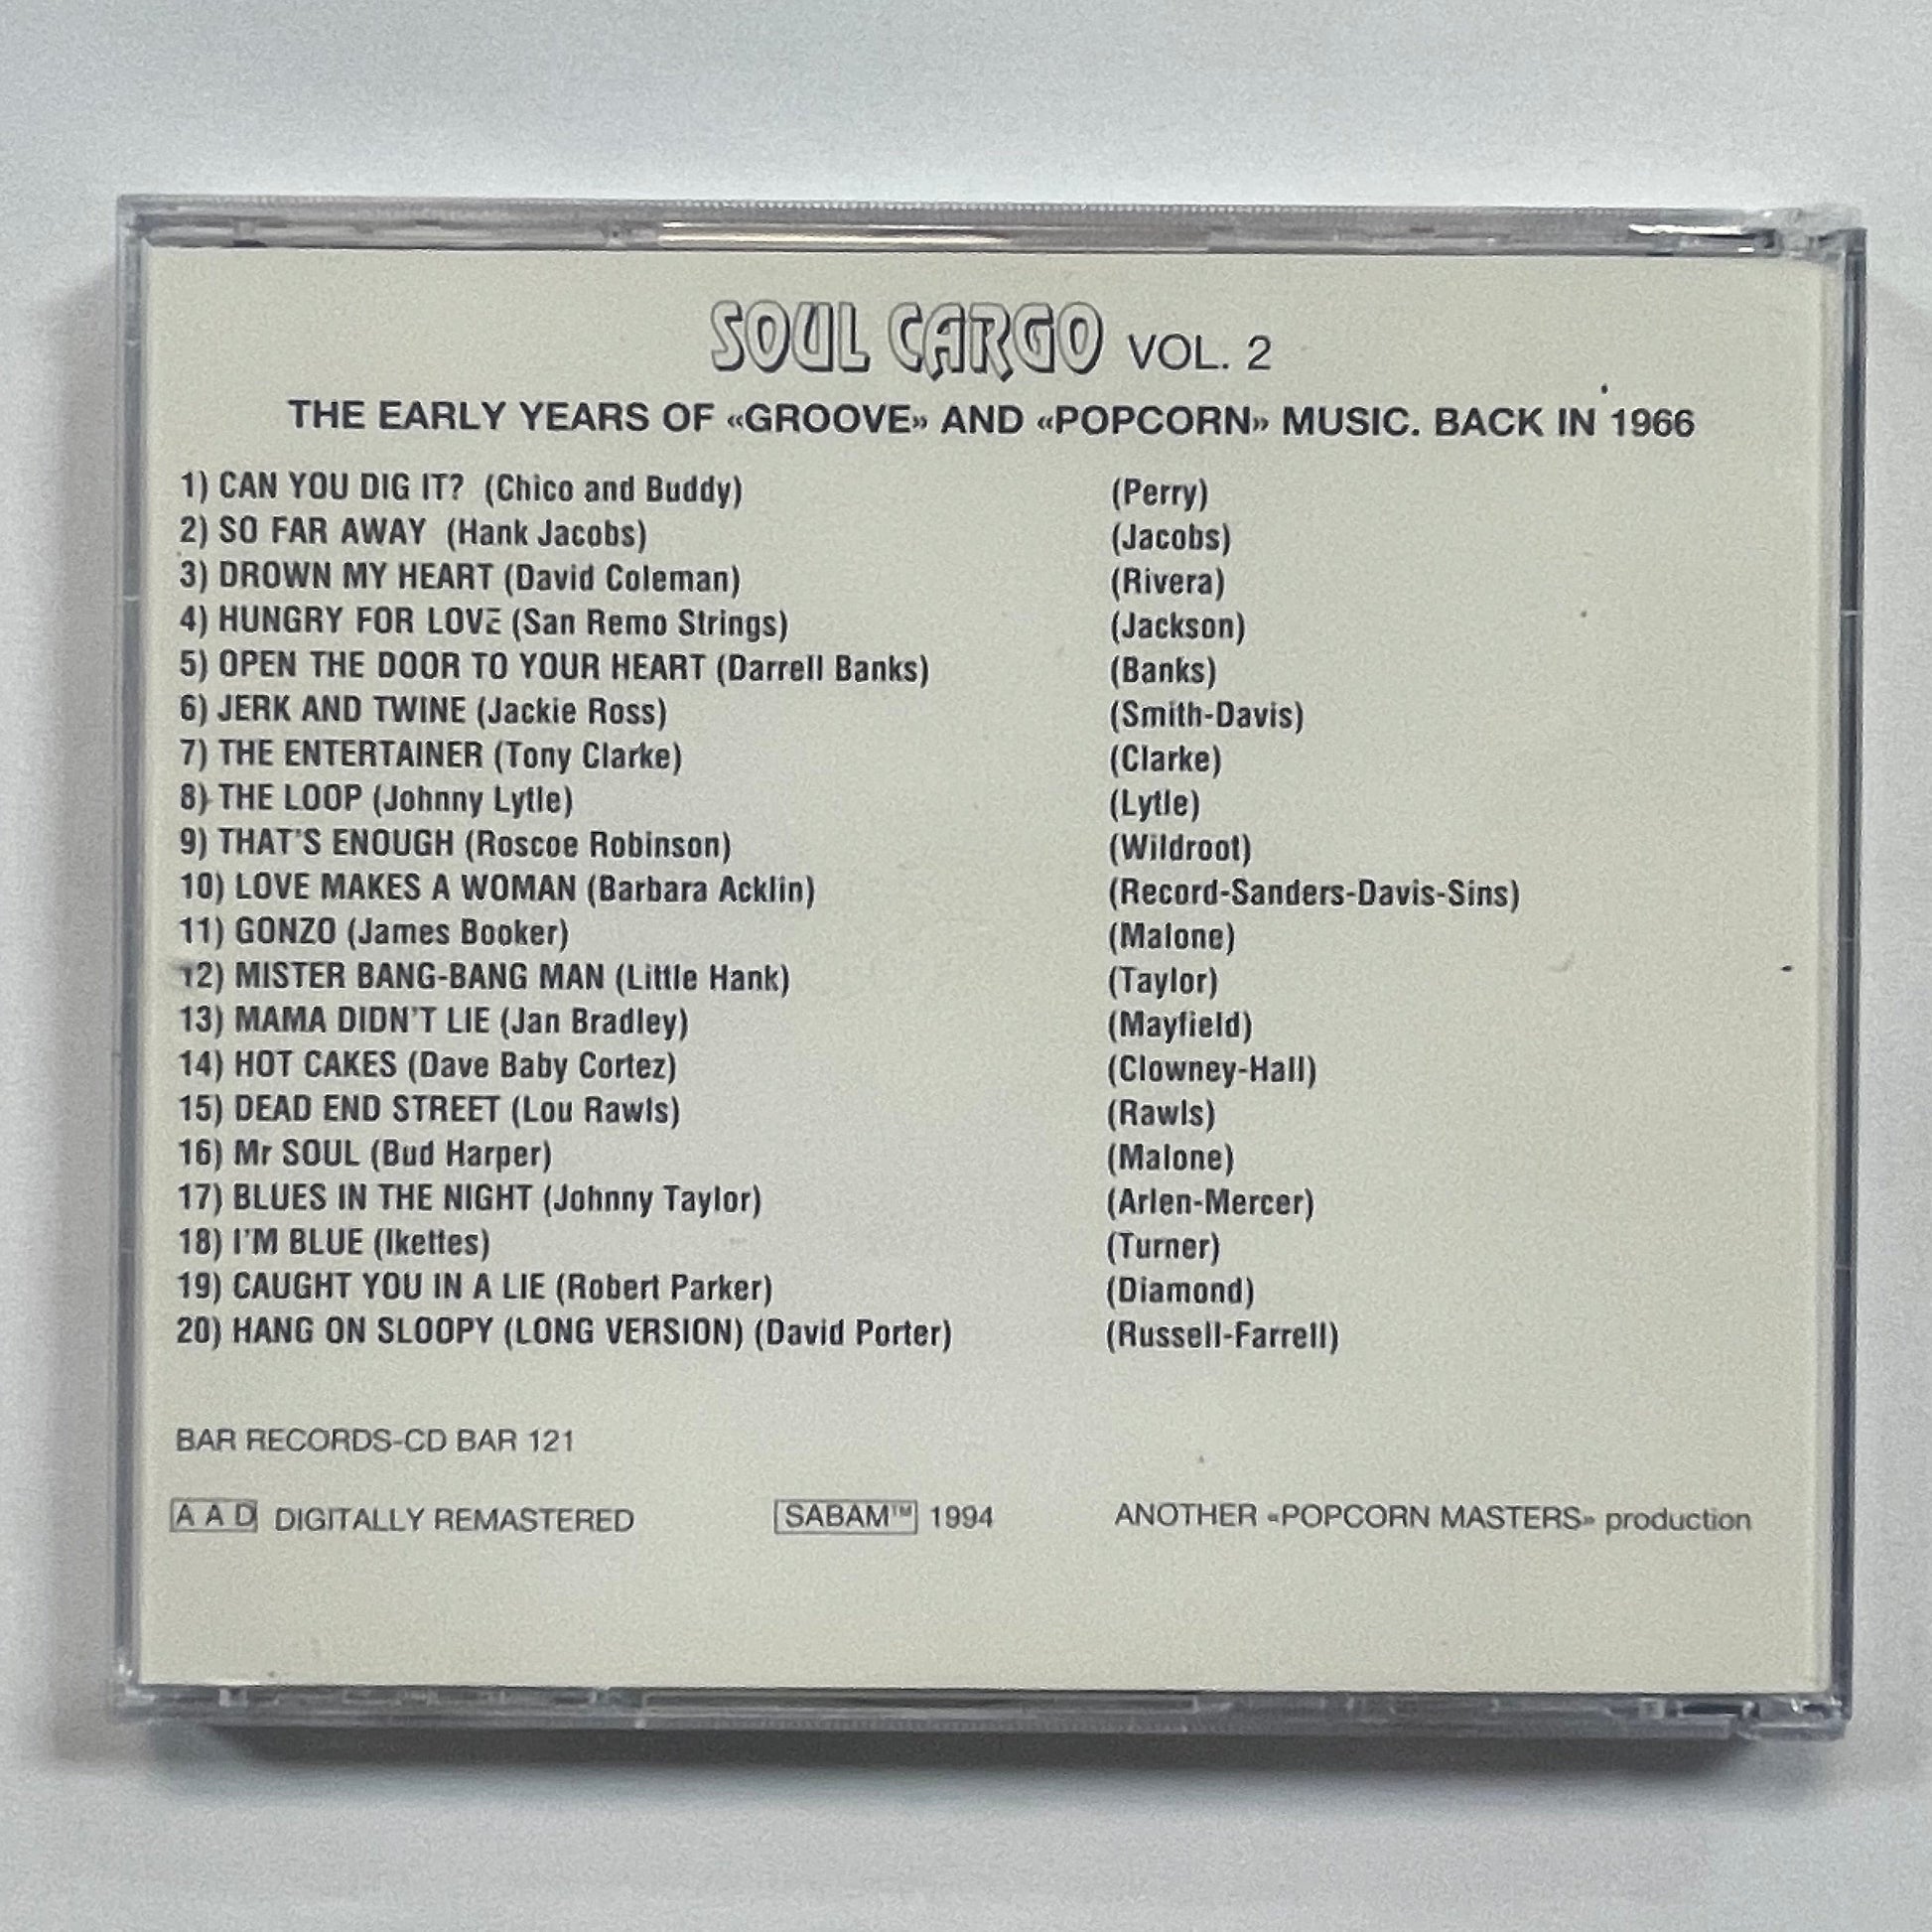 SOUL CARGO VOL. 2
THE EARLY YEARS OF «GROOVE» AND «POPCORN» MUSIC. BACK IN 1966
1) CAN YOU DIG IT? (Chico and Buddy) (Perry)
2) SO FAR AWAY (Hank Jacobs) (Jacobs)
3) DROWN MY HEART (David Coleman) (Rivera)
4) HUNGRY FOR LOVE (San Remo Strings) (Jackson)
5) OPEN THE DOOR TO YOUR HEART (Darrell Banks) (Banks)
6) JERK AND TWINE (Jackie Ross) (Smith-Davis)
7) THE ENTERTAINER (Tony Clarke) (Clarke)
8) THE LOOP (Johnny Lytle) (Lytle)
9) THAT'S ENOUGH (Roscoe Robinson) (Wildroot)
10) LOVE MAKES A WOMAN (Barbara Acklin) (Record-Sanders-Davis-Sins)
11) GONZO (James Booker) (Malone)
12) MISTER BANG-BANG MAN (Little Hank) (Taylor)
13) MAMA DIDN'T LIE (Jan Bradley) (Mayfield)
14) HOT CAKES (Dave Baby Cortez) (Clowney-Hall)
15) DEAD END STREET (Lou Rawls) (Rawls)
16) Mr SOUL (Bud Harper) (Malone)
17) BLUES IN THE NIGHT (Johnny Taylor) (Arlen-Mercer)
18) I'M BLUE (Ikettes) (Turner)
19) CAUGHT YOU IN A LIE (Robert Parker) (Diamond)
20) HANG ON SLOOPY (LONG VERSION) (David Porter) (Russell-Farrell)
BAR RECORDS-CD BAR 121
A A D DIGITALLY REMASTERED SABAM™ 1994 ANOTHER «POPCORN MASTERS» production